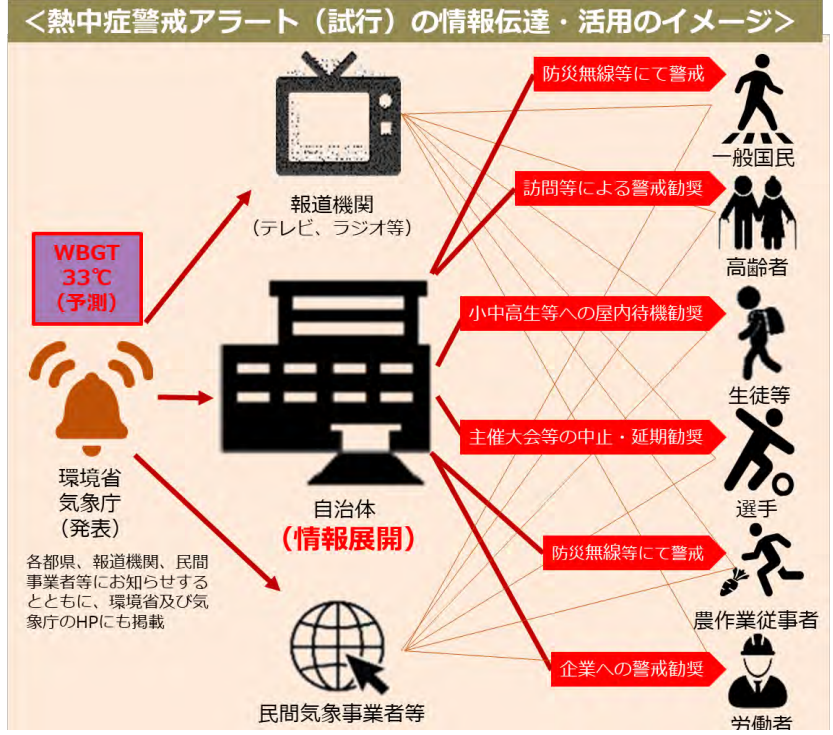 <熱中症警戒アラート（試行）の情報伝達・活用のイメージ>
防災無線等にて警戒
一般国民
訪問等による警戒勧奨
報道機関
（テレビ、ラジオ等）
高齢者
WBGT
33℃
（予測）
小中高生等への屋内待機勧奨
生徒等
主催大会等の中止・延期勧奨
環境省
気象庁
（発表）
自治体
（情報展開）
選手
各都県、報道機関、民間
事業者等にお知らせする
とともに、環境省及び気
象庁のHPにも掲載
防災無線等にて警戒
農作業従事者
企業への警戒勧奨
民間気象事業者等
労働者